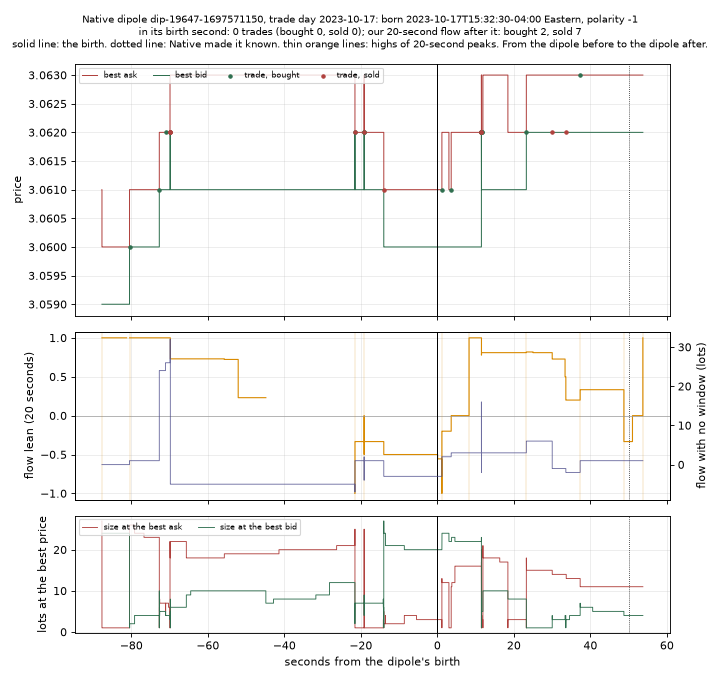 Native dipole dip-19647-1697571150, trade day 2023-10-17: born 2023-10-17T15:32:30-04:00 Eastern, polarity -1
in its birth second: 0 trades (bought 0, sold 0); our 20-second flow after it: bought 2, sold 7
solid line: the birth. dotted line: Native made it known. thin orange lines: highs of 20-second peaks. From the dipole before to the dipole after.
best ask
best bid
trade, bought
trade, sold
3.0630
3.0625
3.0620
3.0615
3.0610
3.0605
3.0600
3.0595
3.0590
price
1.0
0.5
0.0
−0.5
−1.0
flow lean (20 seconds)
30
20
10
0
flow with no window (lots)
size at the best ask
size at the best bid
20
10
0
lots at the best price
−80
−60
−40
−20
0
20
40
60
seconds from the dipole's birth